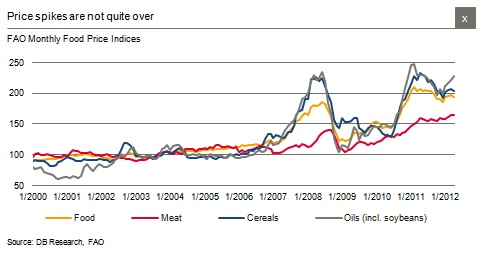 Price spikes are not quite over
x
FAO Monthly Food Price Indices
250
200
150
100
50
1/2000 1/2001 1/2002 1/2003 1/2004 1/2005 1/2006 1/2007 1/2008 1/2009 1/2010 1/2011 1/2012
Food Meat Cereals Oils (incl. soybeans)
Source: DB Research, FAO